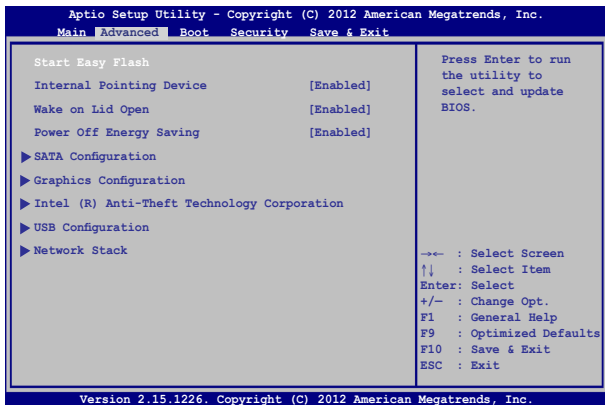 Aptio Setup Utility - Copyright (C) 2012 American Megatrends, Inc.
Main Advanced Boot Security Save & Exit
Start Easy Flash
Internal Pointing Device [Enabled]
Wake on Lid Open [Enabled]
Power Off Energy Saving [Enabled]
SATA Configuration
Graphics Configuration
Intel (R) Anti-Theft Technology Corporation
USB Configuration
Network Stack
Press Enter to run
the utility to
select and update
BIOS.
→← : Select Screen
↑↓ : Select Item
Enter: Select
+/— : Change Opt.
F1 : General Help
F9 : Optimized Defaults
F10 : Save & Exit
ESC : Exit
Version 2.15.1226. Copyright (C) 2012 American Megatrends, Inc.